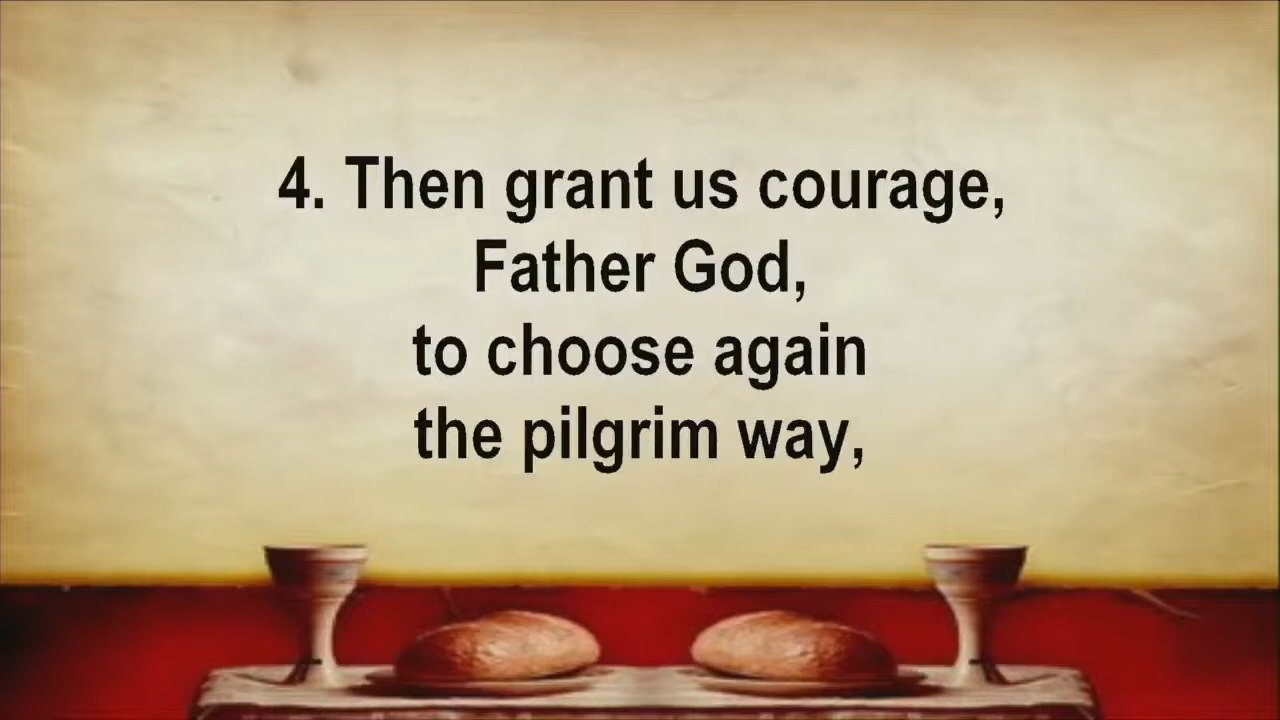 4. Then grant us courage,
Father God,
to choose again
the pilgrim way,